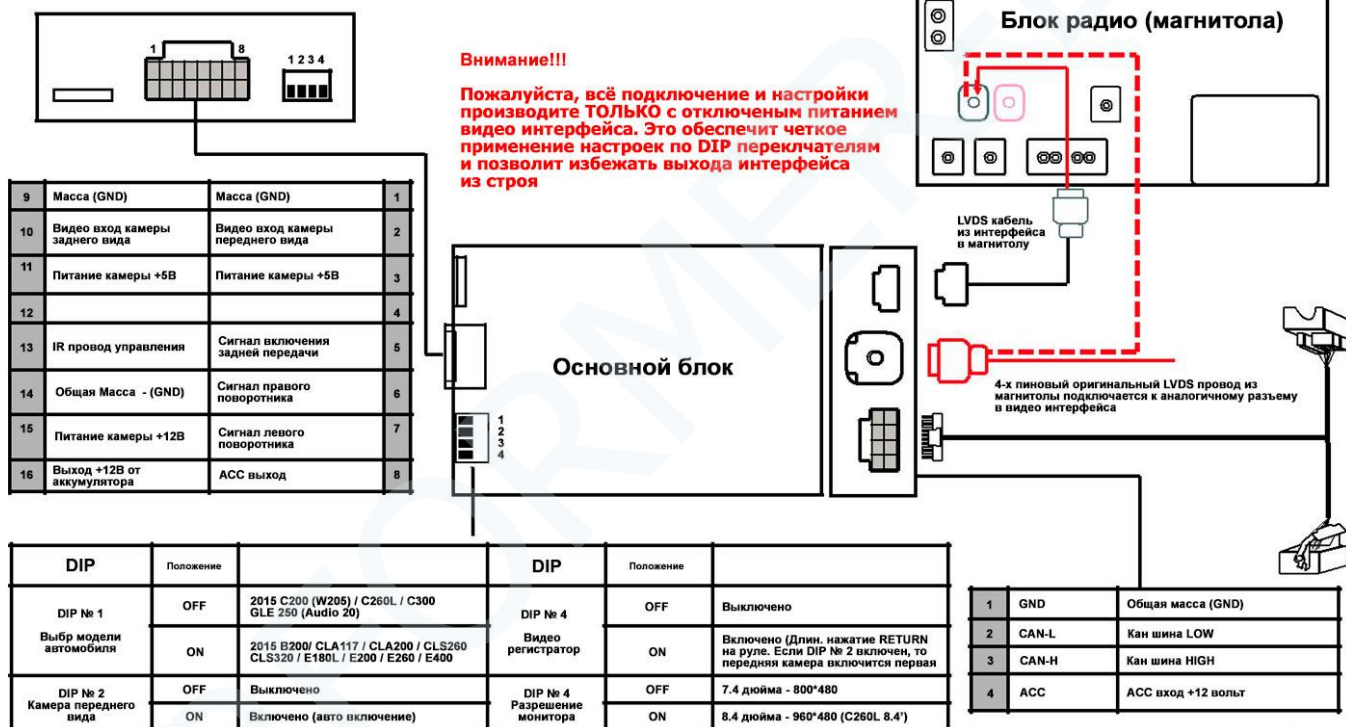 Блок радио (магнитола)
1
8
1 2 3 4
Внимание!!!
Пожалуйста, всё подключение и настройки
производите ТОЛЬКО с отключеным питанием
видео интерфейса. Это обеспечит четкое
применение настроек по DIP переклчателям
и позволит избежать выхода интерфейса
из строя
LVDS кабель
из интерфейса
в магнитолу
9 Масса (GND) Масса (GND) 1
10 Видео вход камеры Видео вход камеры 2
заднего вида переднего вида
11 Питание камеры +5В Питание камеры +5В 3
12 4
13 IR провод управления Сигнал включения 5
задней передачи
14 Общая Масса - (GND) Сигнал правого 6
поворотника
15 Питание камеры +12В Сигнал левого 7
поворотника
16 Выход +12В от АСС выход 8
аккумулятора
Основной блок
1
2
3
4
4-х пиновый оригинальный LVDS провод из
магнитолы подключается к аналогичному разъему
в видео интерфейса
DIP Положение DIP Положение
DIP № 1 OFF 2015 C200 (W205) / C260L / C300 DIP № 4 OFF Выключено
GLE 250 (Audio 20)
Выбр модели ON 2015 B200/ CLA117 / CLA200 / CLS260 Видео ON Включено (Длин. нажатие RETURN
автомобиля CLS320 / E180L / E200 / E260 / E400 регистратор на руле. Если DIP № 2 включен, то
передняя камера включится первая
DIP № 2 OFF Выключено DIP № 4 OFF 7.4 дюйма - 800*480
Камера переднего Разрешение
вида ON Включено (авто включение) монитора ON 8.4 дюйма - 960*480 (C260L 8.4')
1 GND Общая масса (GND)
2 CAN-L Кан шина LOW
3 CAN-H Кан шина HIGH
4 ACC АСС вход +12 вольт